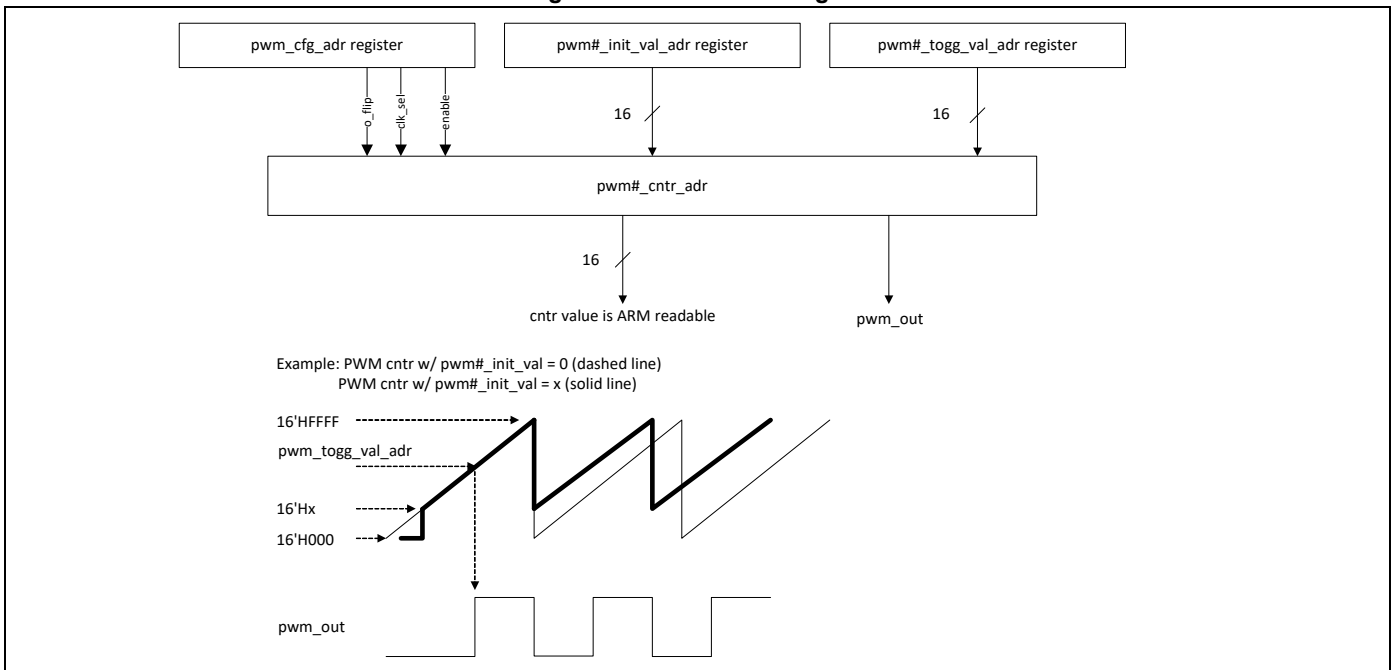 pwm_cfg_adr register
pwm#_init_val_adr register
pwm#_togg_val_adr register
o_flip
clk_sel
enable
16
16
pwm#_cntr_adr
16
cntr value is ARM readable
pwm_out
Example: PWM cntr w/ pwm#_init_val = 0 (dashed line)
PWM cntr w/ pwm#_init_val = x (solid line)
16'HFFFF
pwm_togg_val_adr
16'Hx
16'H000
pwm_out